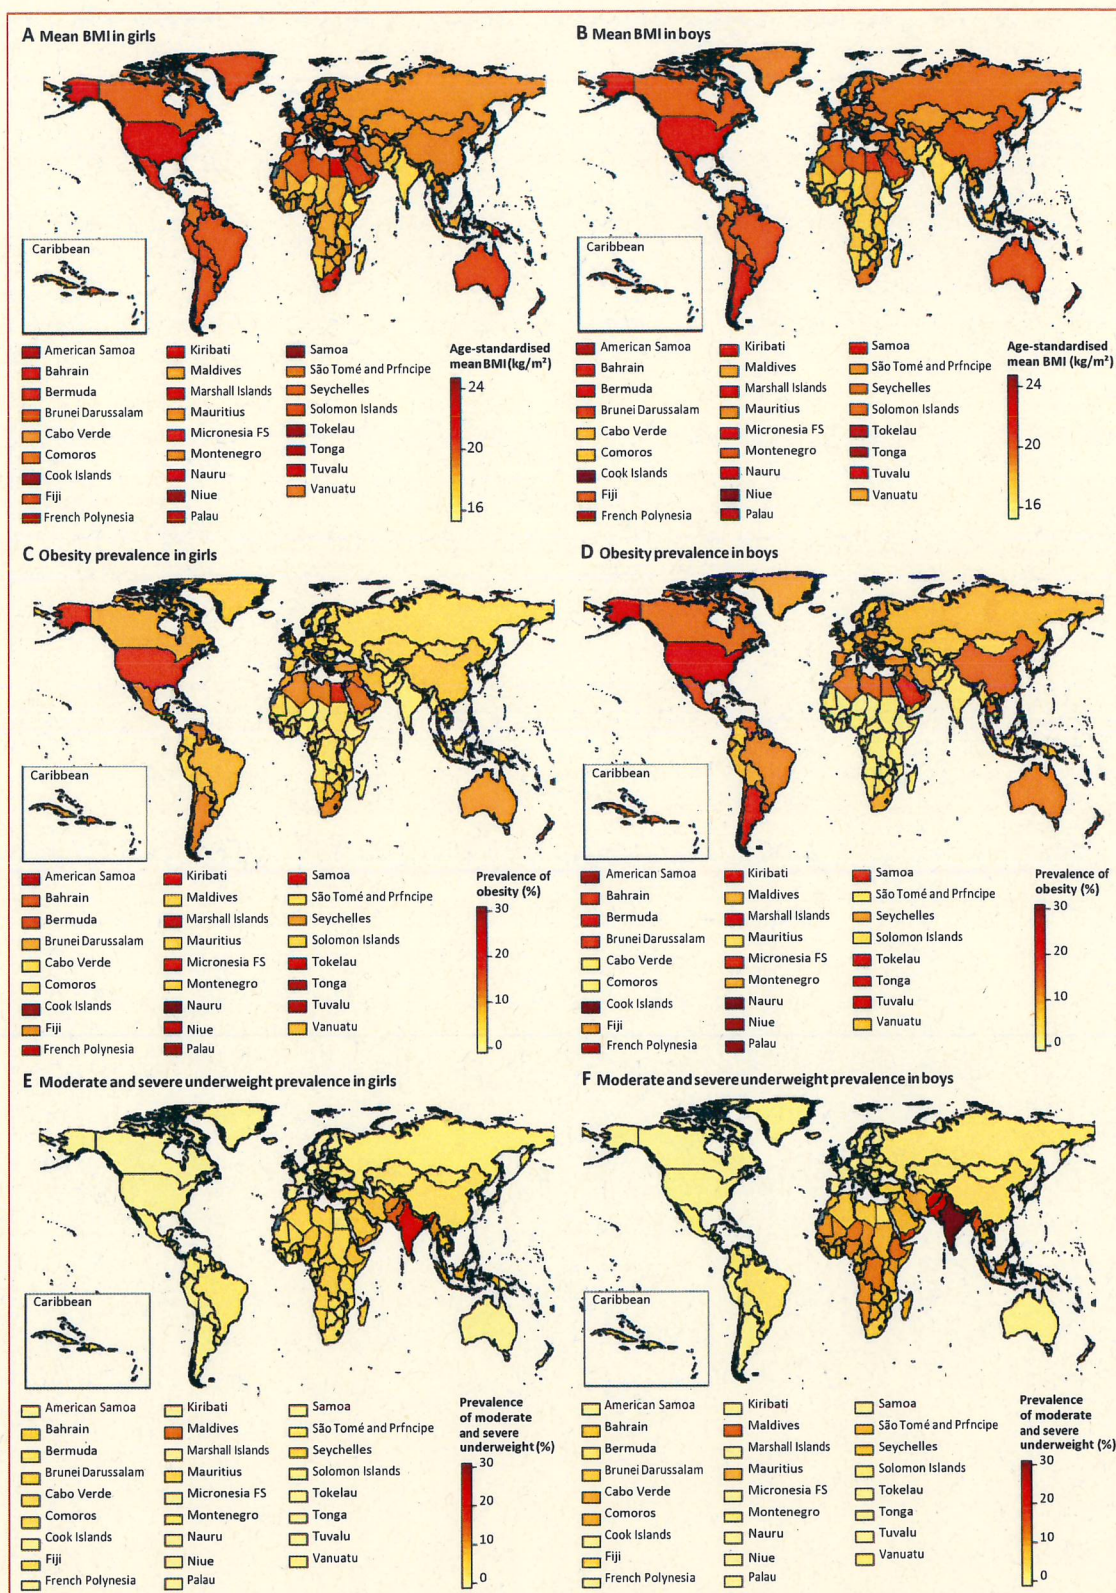 A Mean BMI in girls
Caribbean
American Samoa
Bahrain
Bermuda
Brunei Darussalam
Cabo Verde
Comoros
Cook Islands
Fiji
French Polynesia
Kiribati
Maldives
Marshall Islands
Mauritius
Micronesia FS
Montenegro
Nauru
Niue
Palau
Samoa
São Tomé and Prfncipe
Seychelles
Solomon Islands
Tokelau
Tonga
Tuvalu
Vanuatu
Age-standardised
mean BMI (kg/m²)
24
20
16
B Mean BMI in boys
Caribbean
American Samoa
Bahrain
Bermuda
Brunei Darussalam
Cabo Verde
Comoros
Cook Islands
Fiji
French Polynesia
Kiribati
Maldives
Marshall Islands
Mauritius
Micronesia FS
Montenegro
Nauru
Niue
Palau
Samoa
São Tomé and Prfncipe
Seychelles
Solomon Islands
Tokelau
Tonga
Tuvalu
Vanuatu
Age-standardised
mean BMI (kg/m²)
24
20
16
C Obesity prevalence in girls
Caribbean
American Samoa
Bahrain
Bermuda
Brunei Darussalam
Cabo Verde
Comoros
Cook Islands
Fiji
French Polynesia
Kiribati
Maldives
Marshall Islands
Mauritius
Micronesia FS
Montenegro
Nauru
Niue
Palau
Samoa
São Tomé and Prfncipe
Seychelles
Solomon Islands
Tokelau
Tonga
Tuvalu
Vanuatu
Prevalence of
obesity (%)
30
20
10
0
D Obesity prevalence in boys
Caribbean
American Samoa
Bahrain
Bermuda
Brunei Darussalam
Cabo Verde
Comoros
Cook Islands
Fiji
French Polynesia
Kiribati
Maldives
Marshall Islands
Mauritius
Micronesia FS
Montenegro
Nauru
Niue
Palau
Samoa
São Tomé and Prfncipe
Seychelles
Solomon Islands
Tokelau
Tonga
Tuvalu
Vanuatu
Prevalence of
obesity (%)
30
20
10
0
E Moderate and severe underweight prevalence in girls
Caribbean
American Samoa
Bahrain
Bermuda
Brunei Darussalam
Cabo Verde
Comoros
Cook Islands
Fiji
French Polynesia
Kiribati
Maldives
Marshall Islands
Mauritius
Micronesia FS
Montenegro
Nauru
Niue
Palau
Samoa
São Tomé and Prfncipe
Seychelles
Solomon Islands
Tokelau
Tonga
Tuvalu
Vanuatu
Prevalence
of moderate
and severe
underweight (%)
30
20
10
0
F Moderate and severe underweight prevalence in boys
Caribbean
American Samoa
Bahrain
Bermuda
Brunei Darussalam
Cabo Verde
Comoros
Cook Islands
Fiji
French Polynesia
Kiribati
Maldives
Marshall Islands
Mauritius
Micronesia FS
Montenegro
Nauru
Niue
Palau
Samoa
São Tomé and Prfncipe
Seychelles
Solomon Islands
Tokelau
Tonga
Tuvalu
Vanuatu
Prevalence
of moderate
and severe
underweight (%)
30
20
10
0